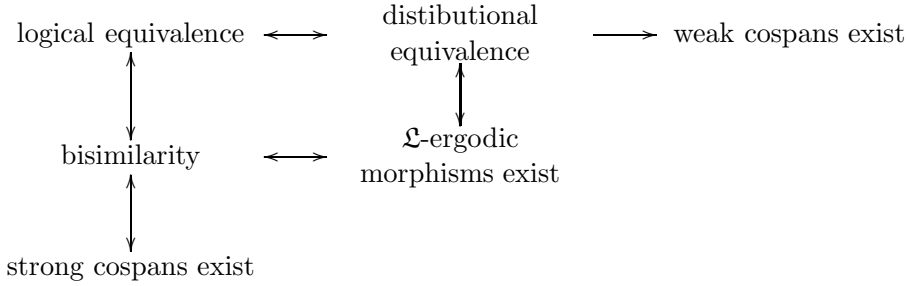 logical equivalence
distibutional
equivalence
weak cospans exist
bisimilarity
𝔏-ergodic
morphisms exist
strong cospans exist